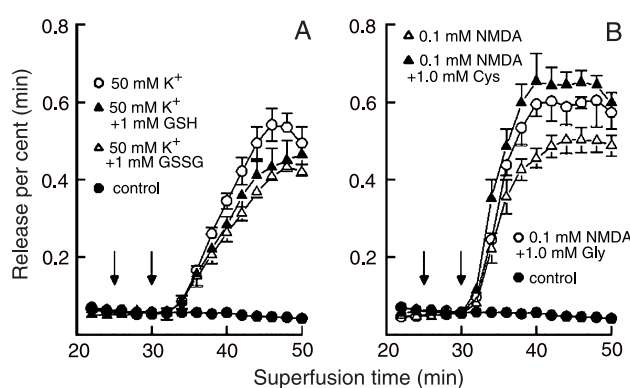 A
B
50 mM K⁺
50 mM K⁺
+1 mM GSH
50 mM K⁺
+1 mM GSSG
control
0.1 mM NMDA
0.1 mM NMDA
+1.0 mM Cys
0.1 mM NMDA
+1.0 mM Gly
control
Release per cent (min)
0.8
0.6
0.4
0.2
0
20 30 40 50
0.8
0.6
0.4
0.2
0
20 30 40 50
Superfusion time (min)